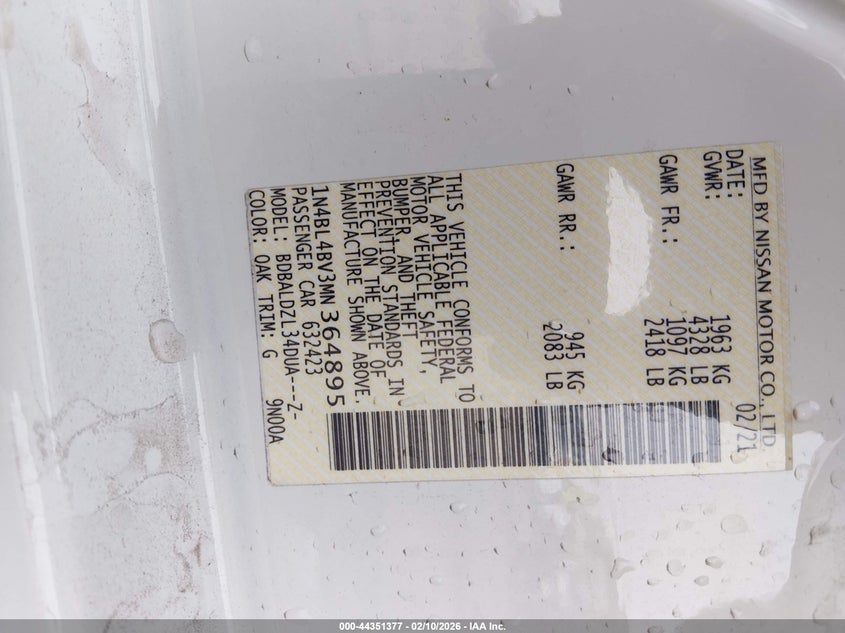 MFD BY NISSAN MOTOR CO., LTD
DATE: 02/21
GVWR: 1963 KG
4328 LB
GAWR FR.: 1097 KG
2418 LB
GAWR RR.: 945 KG
2083 LB
THIS VEHICLE CONFORMS TO
ALL APPLICABLE FEDERAL
MOTOR VEHICLE SAFETY,
BUMPER, AND THEFT
PREVENTION STANDARDS IN
EFFECT ON THE DATE OF
MANUFACTURE SHOWN ABOVE.
1N4BL4BV3MN364895
PASSENGER CAR 632423
MODEL: BDBALDZL34DUA---Z-
COLOR: QAK TRIM: G 9N00A
000-44351377 - 02/10/2026 - IAA Inc.